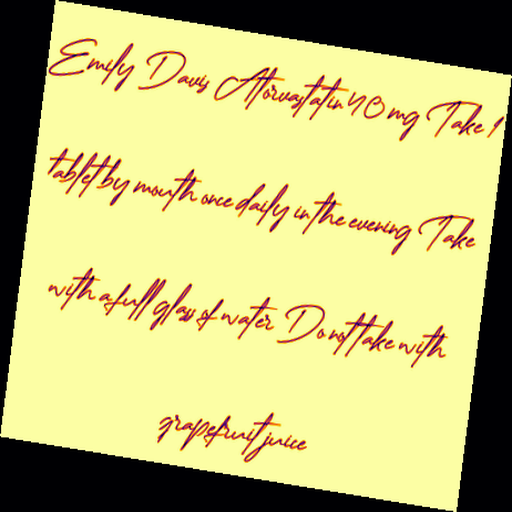 Emily Davis Atorvastatin 40 mg Take 1
tablet by mouth once daily in the evening Take
with a full glass of water Do not take with
grapefruit juice